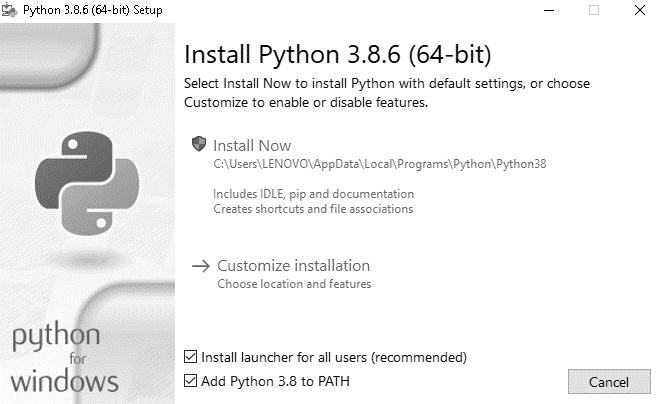 Python 3.8.6 (64-bit) Setup
Install Python 3.8.6 (64-bit)
Select Install Now to install Python with default settings, or choose
Customize to enable or disable features.
Install Now
C:\Users\LENOVO\AppData\Local\Programs\Python\Python38
Includes IDLE, pip and documentation
Creates shortcuts and file associations
Customize installation
Choose location and features
python
for
windows
Install launcher for all users (recommended)
Add Python 3.8 to PATH
Cancel